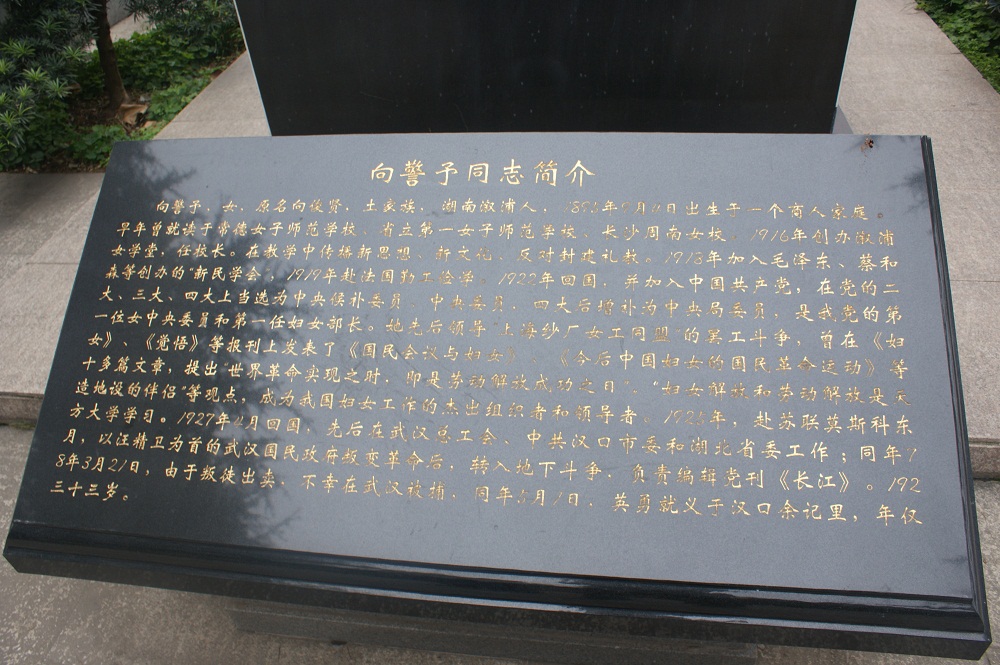 向警予同志简介
向警予，女，原名向俊贤，土家族，湖南溆浦人，1895年9月4日出生于一个商人家庭。
早年曾就读于常德女子师范学校、省立第一女子师范学校、长沙周南女校。1916年创办溆浦
女学堂，任校长。在教学中传播新思想、新文化，反对封建礼教。1918年加入毛泽东、蔡和
森等创办的“新民学会”，1919年赴法国勤工俭学。1922年回国，并加入中国共产党，在党的二
大、三大、四大上当选为中央候补委员、中央委员，四大后增补为中央局委员，是我党的第
一位女中央委员和第一任妇女部长。她先后领导“上海纱厂女工同盟”的罢工斗争，曾在《妇
女》、《觉悟》等报刊上发来了《国民会议与妇女》、《今后中国妇女的国民革命运动》等
十多篇文章，提出“世界革命实现之时，即是劳动解放成功之日”、“妇女解放和劳动解放是天
造地设的伴侣”等观点，成为我国妇女工作的杰出组织者和领导者。1925年，赴苏联莫斯科东
方大学学习。1927年 月回国，先后在武汉总工会、中共汉口市委和湖北省委工作；同年7
月，以汪精卫为首的武汉国民政府叛变革命后，转入地下斗争，负责编辑党刊《长江》。192
8年3月21日，由于叛徒出卖，不幸在武汉被捕，同年5月1日，英勇就义于汉口余记里，年仅
三十三岁。